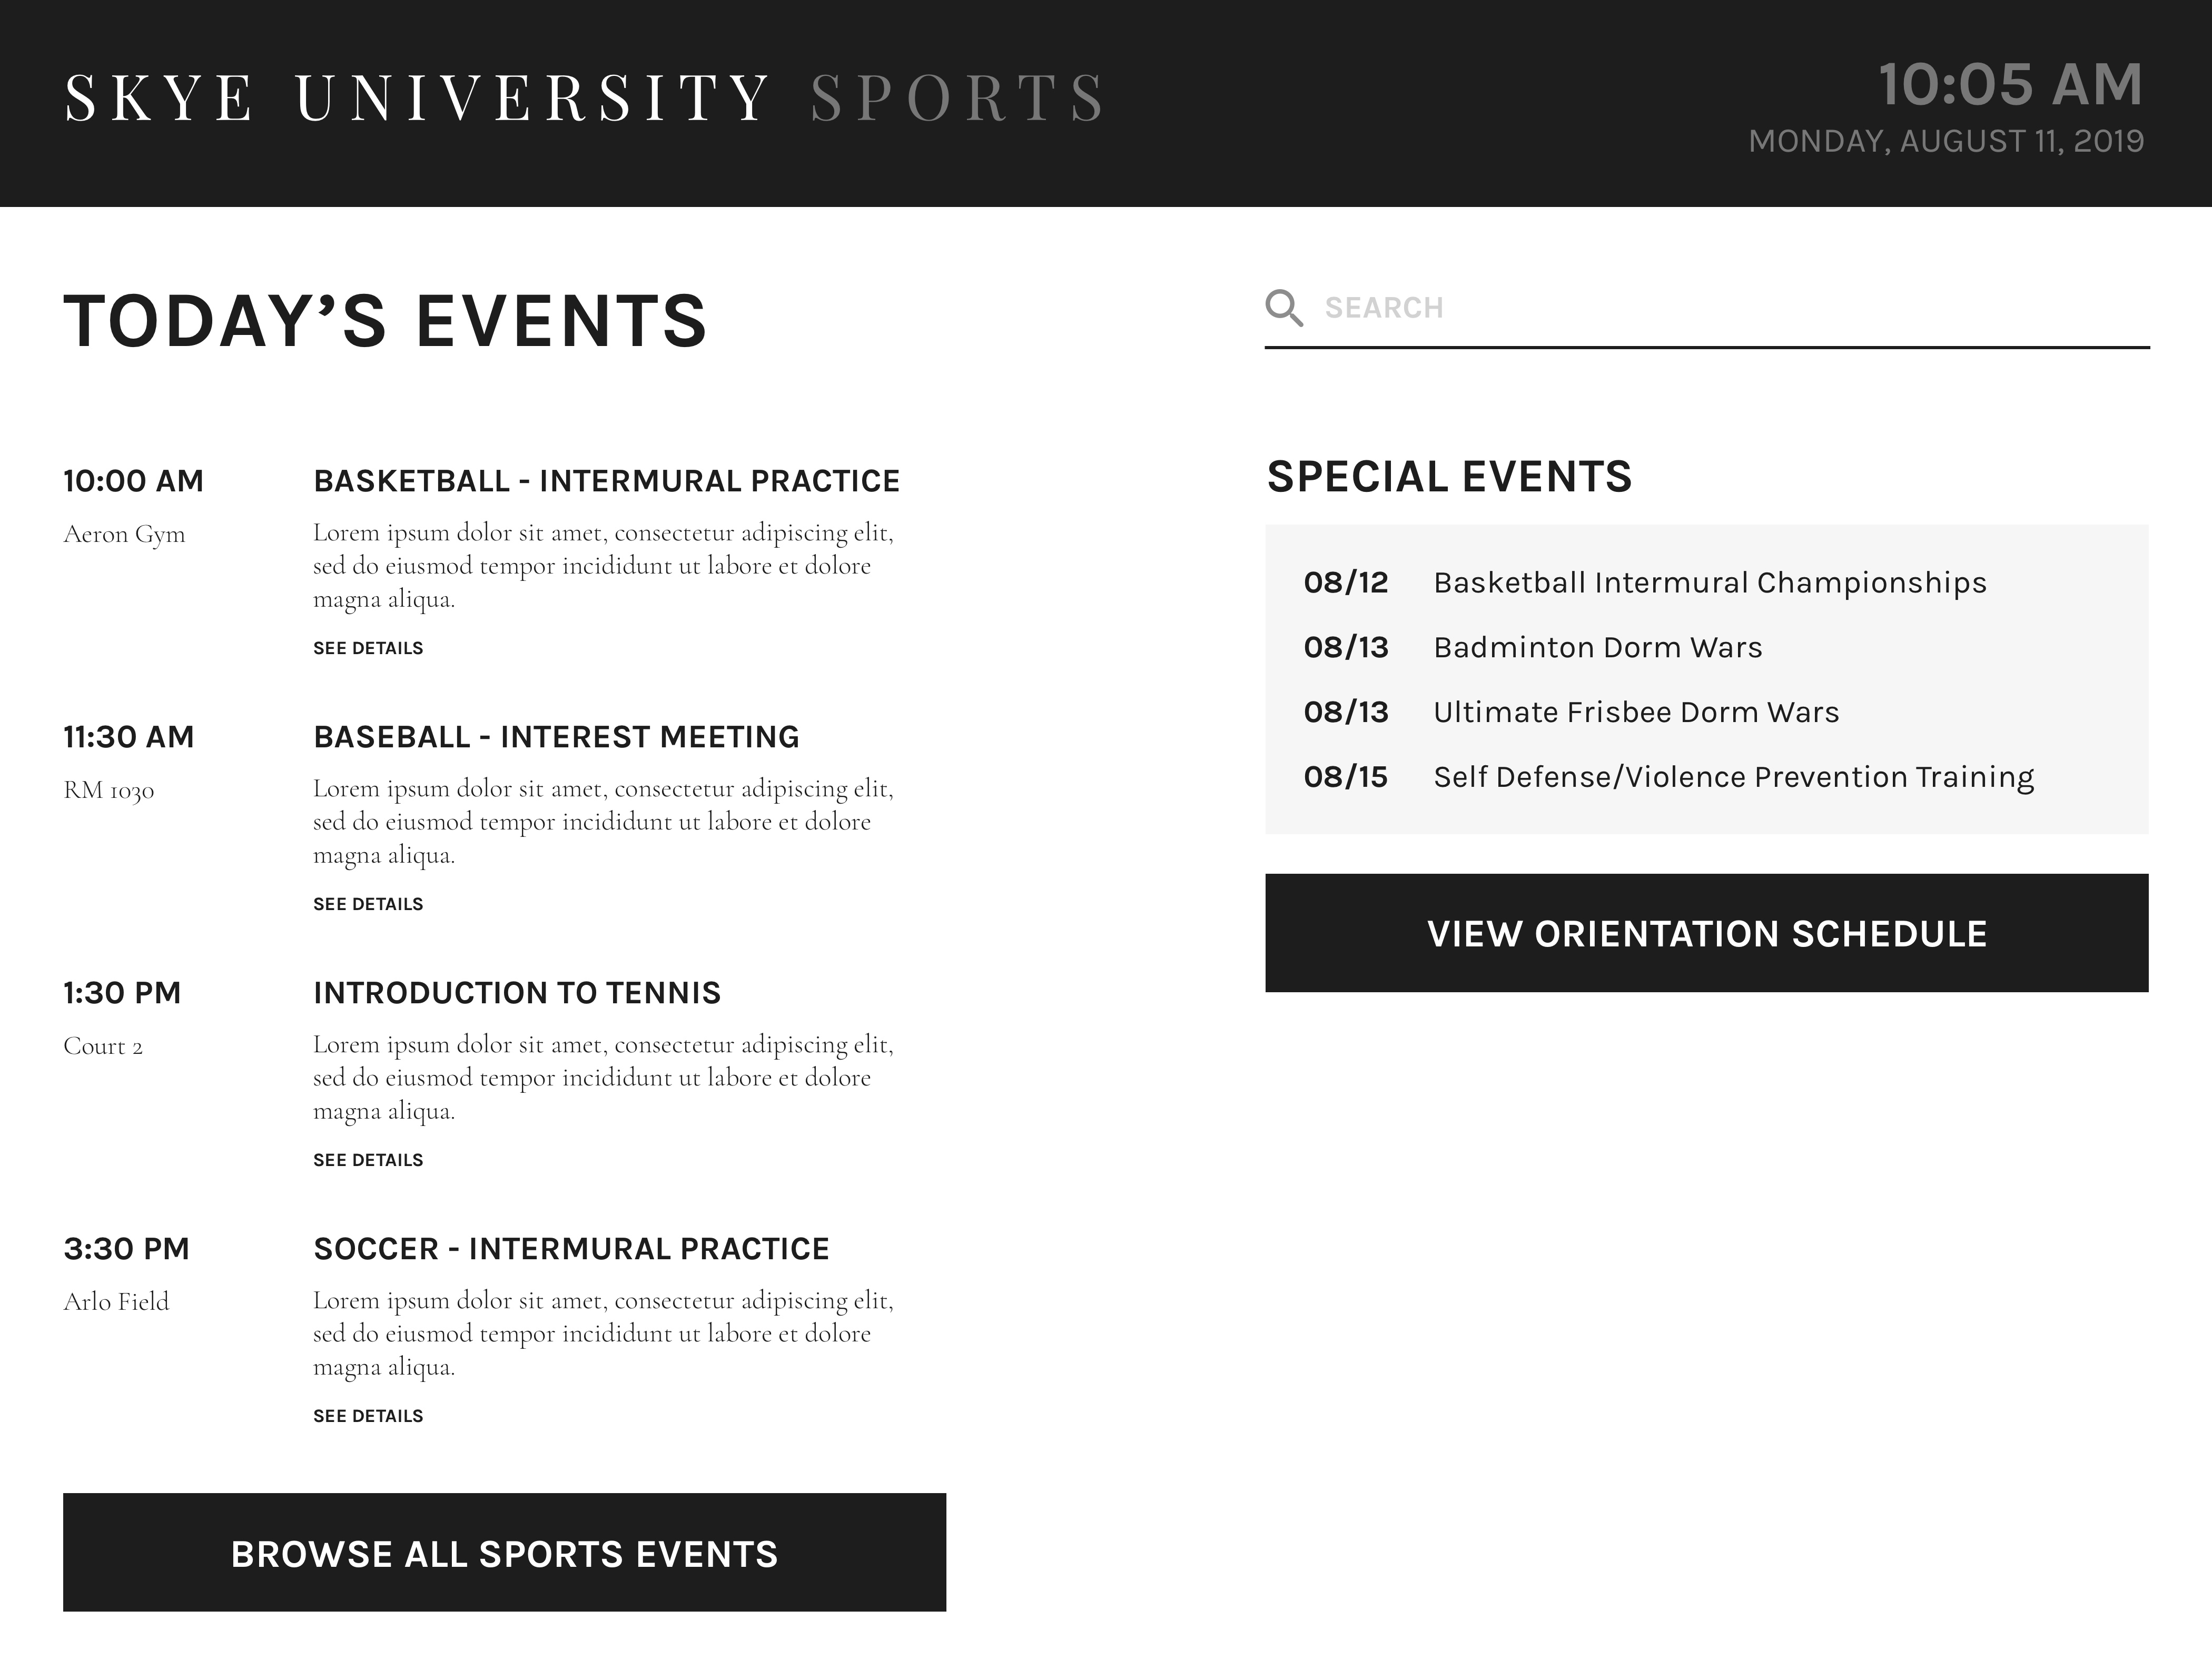 SKYE UNIVERSITY SPORTS
10:05 AM
MONDAY, AUGUST 11, 2019
TODAY’S EVENTS
10:00 AM
Aeron Gym
BASKETBALL - INTERMURAL PRACTICE
Lorem ipsum dolor sit amet, consectetur adipiscing elit,
sed do eiusmod tempor incididunt ut labore et dolore
magna aliqua.
SEE DETAILS
11:30 AM
RM 1030
BASEBALL - INTEREST MEETING
Lorem ipsum dolor sit amet, consectetur adipiscing elit,
sed do eiusmod tempor incididunt ut labore et dolore
magna aliqua.
SEE DETAILS
1:30 PM
Court 2
INTRODUCTION TO TENNIS
Lorem ipsum dolor sit amet, consectetur adipiscing elit,
sed do eiusmod tempor incididunt ut labore et dolore
magna aliqua.
SEE DETAILS
3:30 PM
Arlo Field
SOCCER - INTERMURAL PRACTICE
Lorem ipsum dolor sit amet, consectetur adipiscing elit,
sed do eiusmod tempor incididunt ut labore et dolore
magna aliqua.
SEE DETAILS
BROWSE ALL SPORTS EVENTS
SEARCH
SPECIAL EVENTS
08/12 Basketball Intermural Championships
08/13 Badminton Dorm Wars
08/13 Ultimate Frisbee Dorm Wars
08/15 Self Defense/Violence Prevention Training
VIEW ORIENTATION SCHEDULE